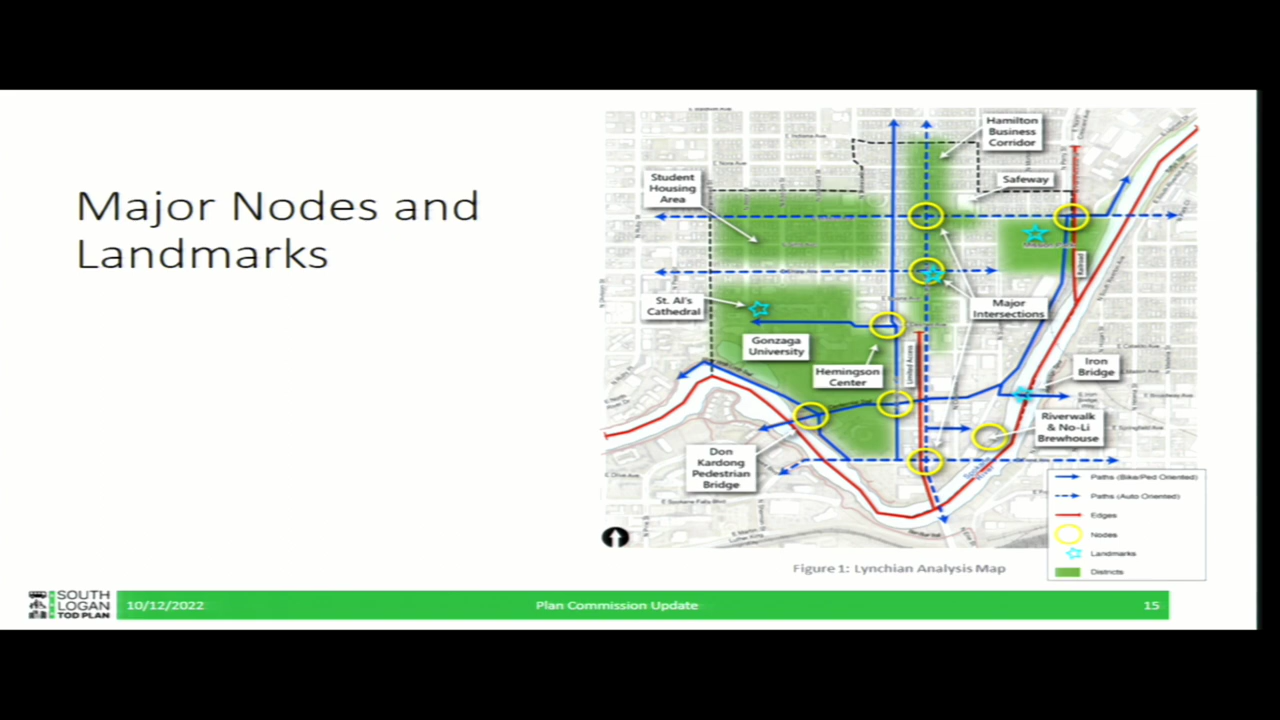 Major Nodes and
Landmarks
Hamilton
Business
Corridor
Student
Housing
Area
Safeway
St. Al's
Cathedral
Major
Intersections
Gonzaga
University
Hemingson
Center
Limited Access
Railroad
Iron
Bridge
Riverwalk
& No-Li
Brewhouse
Don
Kardong
Pedestrian
Bridge
Paths (Bike/Ped Oriented)
Paths (Auto Oriented)
Edges
Nodes
Landmarks
Districts
Figure 1: Lynchian Analysis Map
SOUTH
LOGAN
TOD PLAN
10/12/2022
Plan Commission Update
15